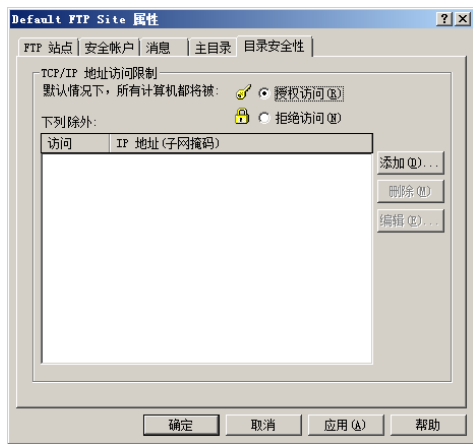 Default FTP Site 属性
FTP 站点 安全帐户 消息 主目录 目录安全性
TCP/IP 地址访问限制
默认情况下，所有计算机都将被: 授权访问(R)
拒绝访问(N)
下列除外:
访问 IP 地址(子网掩码)
添加(D)...
删除(M)
编辑(E)...
确定 取消 应用(A) 帮助